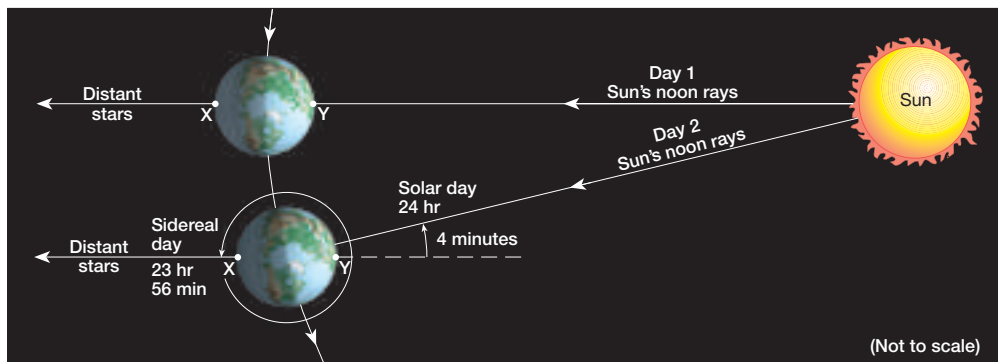 Distant
stars
X
Y
Day 1
Sun's noon rays
Sun
Day 2
Sun's noon rays
Solar day
24 hr
4 minutes
Sidereal
day
23 hr
56 min
Distant
stars
X
Y
(Not to scale)